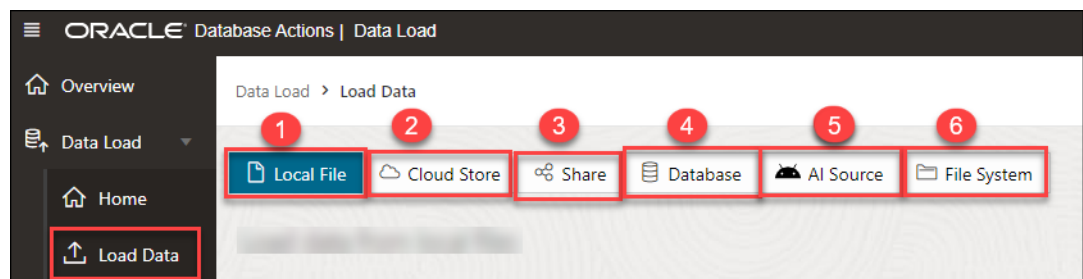 ORACLE Database Actions | Data Load
Overview
Data Load > Load Data
Data Load
1 2 3 4 5 6
Local File Cloud Store Share Database AI Source File System
Home
Load Data